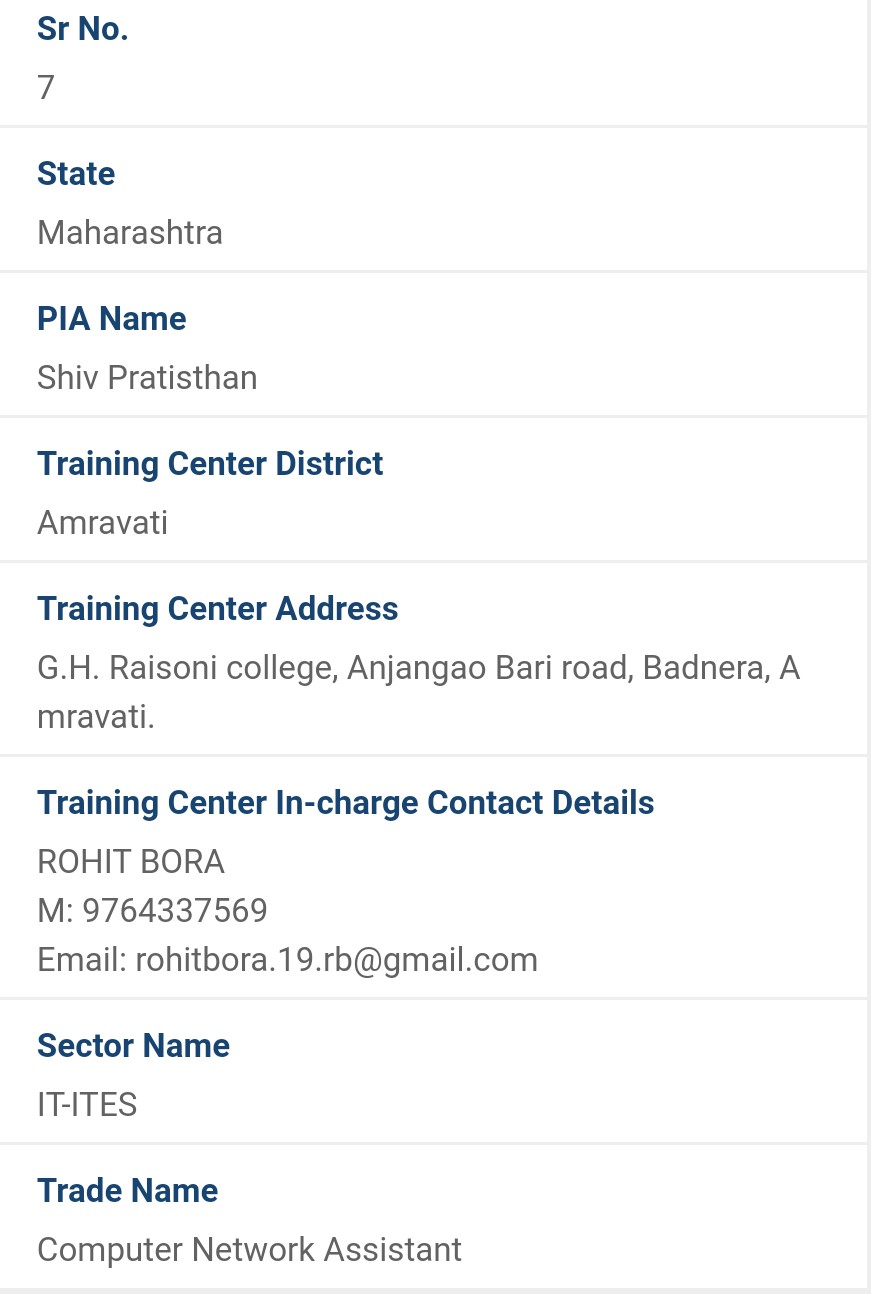 Sr No.
7
State
Maharashtra
PIA Name
Shiv Pratisthan
Training Center District
Amravati
Training Center Address
G.H. Raisoni college, Anjangao Bari road, Badnera, A
mravati.
Training Center In-charge Contact Details
ROHIT BORA
M: 9764337569
Email: rohitbora.19.rb@gmail.com
Sector Name
IT-ITES
Trade Name
Computer Network Assistant